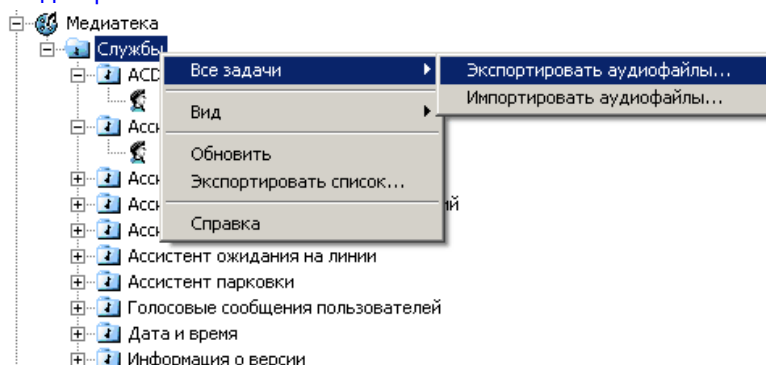 Медиатека
Службы
ACD
Все задачи
Экспортировать аудиофайлы...
Импортировать аудиофайлы...
Вид
Обновить
Экспортировать список...
Справка
Ассистент ожидания на линии
Ассистент парковки
Голосовые сообщения пользователей
Дата и время
Информация о версии